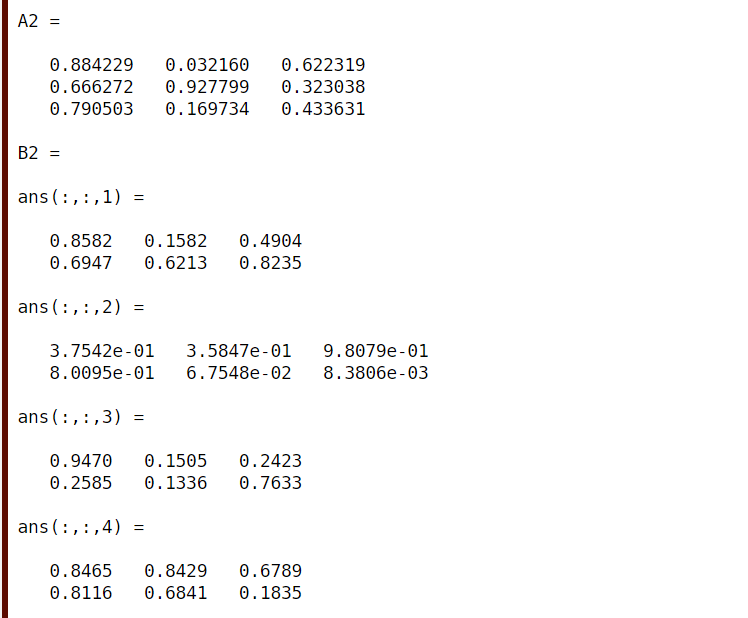 A2 =
0.884229 0.032160 0.622319
0.666272 0.927799 0.323038
0.790503 0.169734 0.433631
B2 =
ans(:,:,1) =
0.8582 0.1582 0.4904
0.6947 0.6213 0.8235
ans(:,:,2) =
3.7542e-01 3.5847e-01 9.8079e-01
8.0095e-01 6.7548e-02 8.3806e-03
ans(:,:,3) =
0.9470 0.1505 0.2423
0.2585 0.1336 0.7633
ans(:,:,4) =
0.8465 0.8429 0.6789
0.8116 0.6841 0.1835